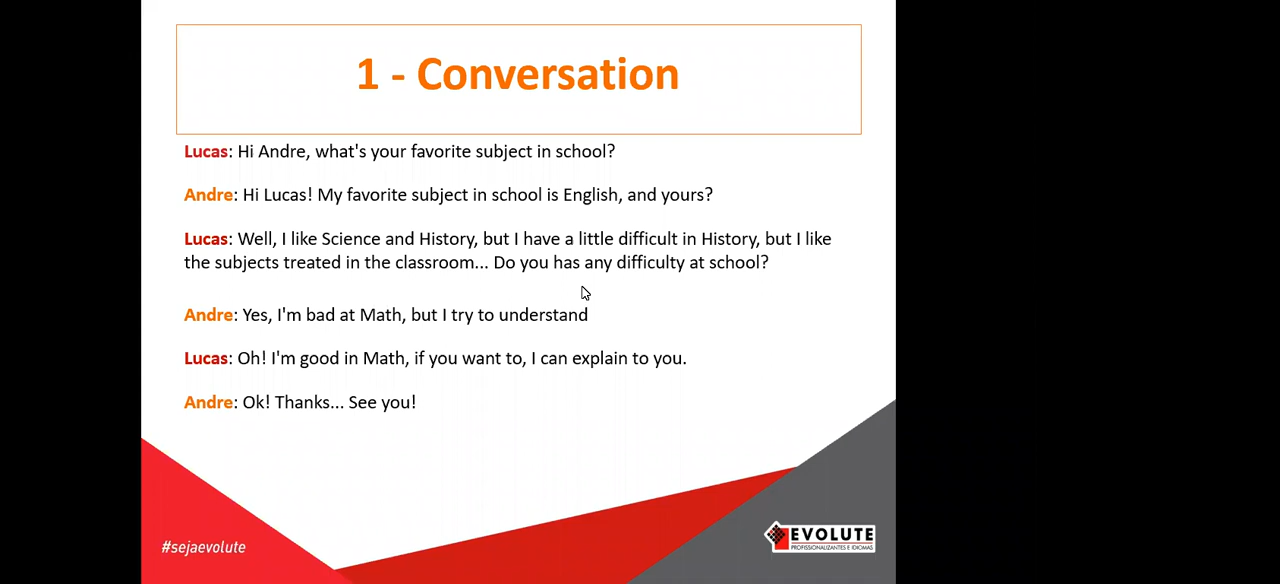 1 - Conversation
Lucas: Hi Andre, what's your favorite subject in school?
Andre: Hi Lucas! My favorite subject in school is English, and yours?
Lucas: Well, I like Science and History, but I have a little difficult in History, but I like
the subjects treated in the classroom... Do you has any difficulty at school?
Andre: Yes, I'm bad at Math, but I try to understand
Lucas: Oh! I'm good in Math, if you want to, I can explain to you.
Andre: Ok! Thanks... See you!
#sejaevolute
EVOLUTE
PROFISSIONALIZANTES E IDIOMAS